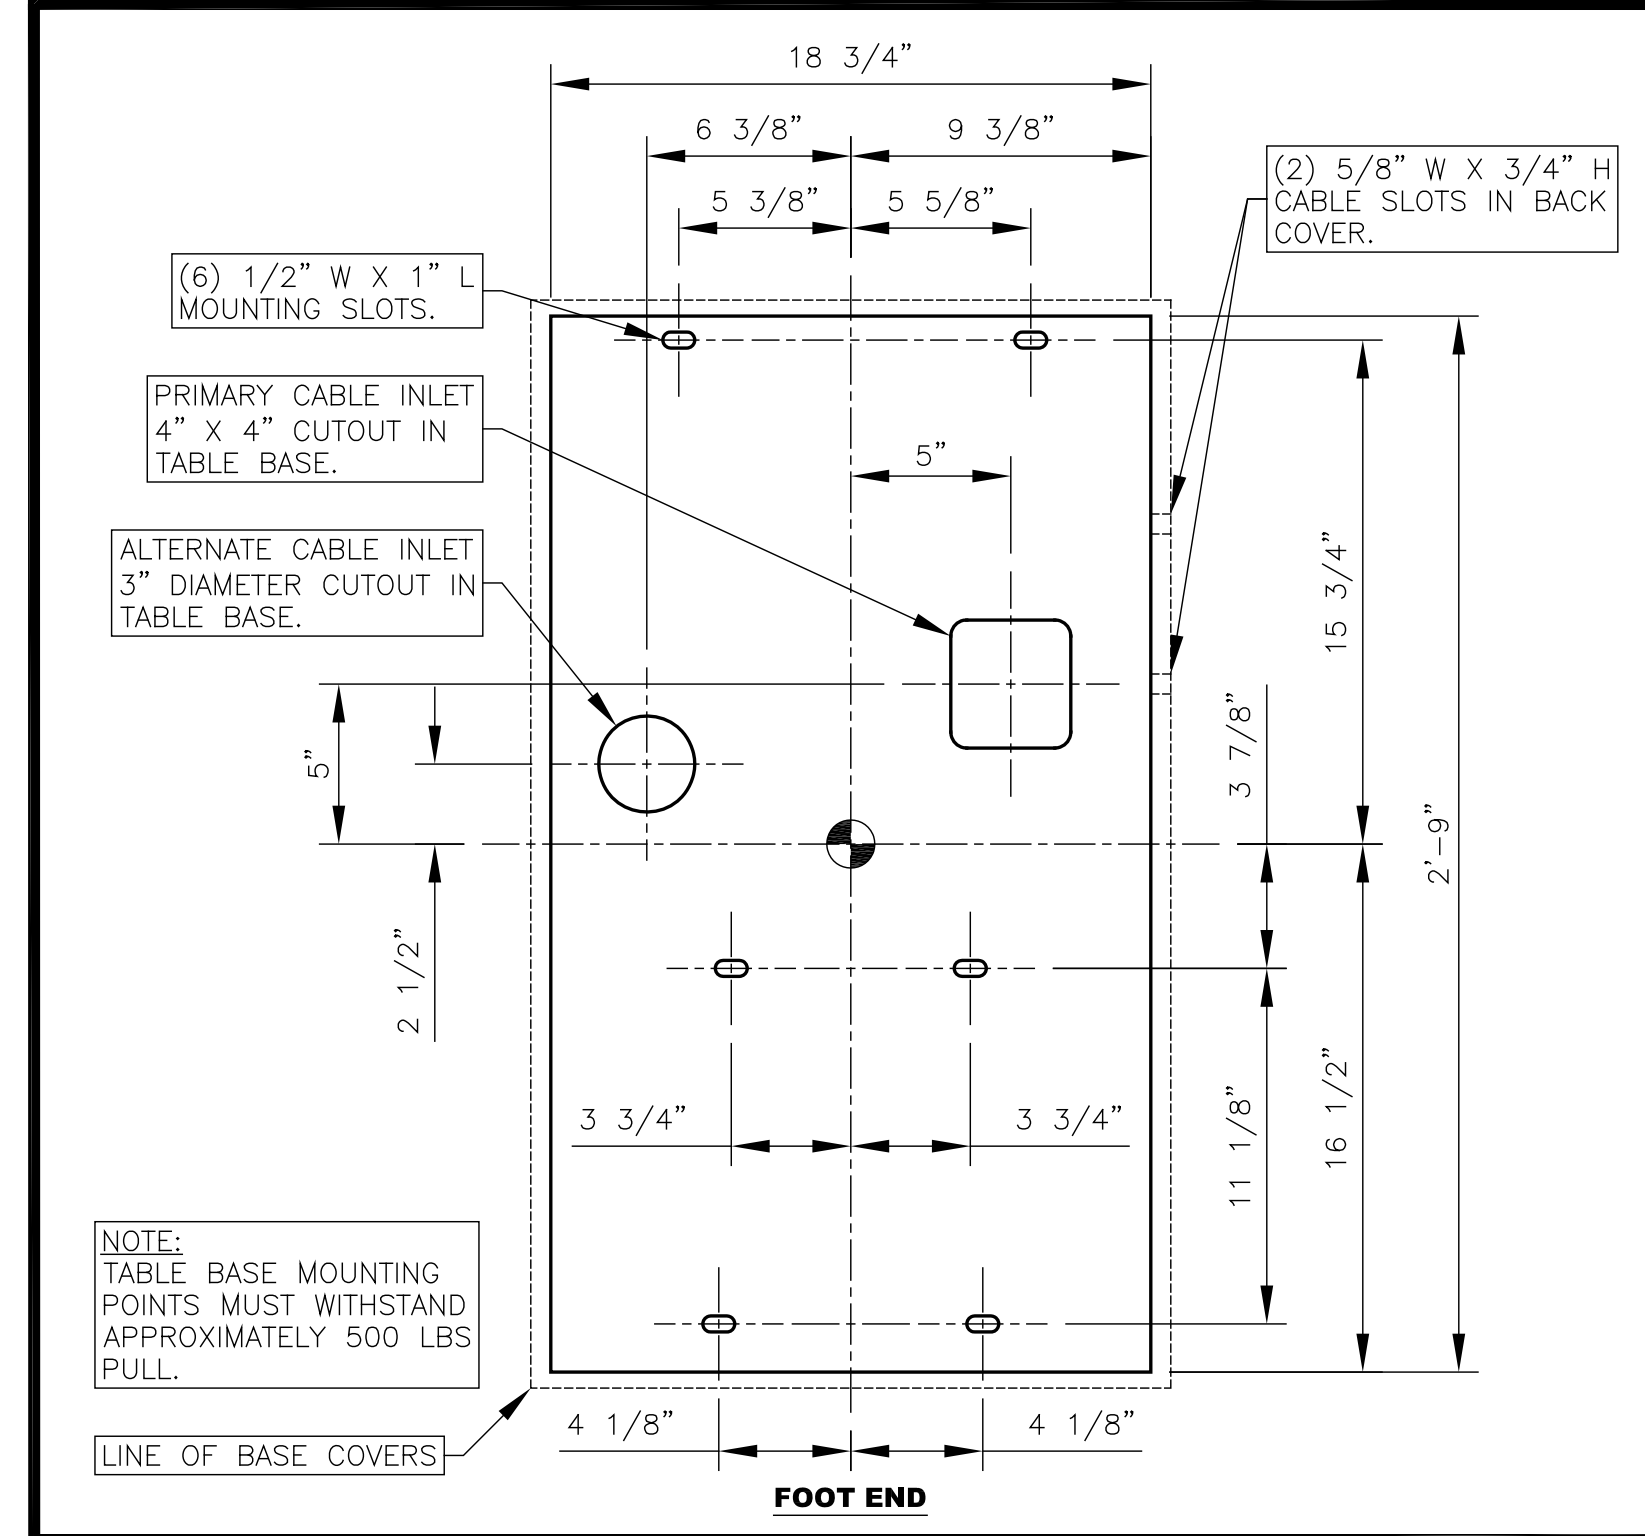 18 3/4”
6 3/8”
9 3/8”
5 3/8”
5 5/8”
(2) 5/8” W X 3/4” H
CABLE SLOTS IN BACK
COVER.
(6) 1/2” W X 1” L
MOUNTING SLOTS.
PRIMARY CABLE INLET
4” X 4” CUTOUT IN
TABLE BASE.
5”
ALTERNATE CABLE INLET
3” DIAMETER CUTOUT IN
TABLE BASE.
15 3/4”
3 7/8”
5”
2'–9”
2 1/2”
3 3/4”
3 3/4”
11 1/8”
16 1/2”
NOTE:
TABLE BASE MOUNTING
POINTS MUST WITHSTAND
APPROXIMATELY 500 LBS
PULL.
LINE OF BASE COVERS
4 1/8”
4 1/8”
FOOT END